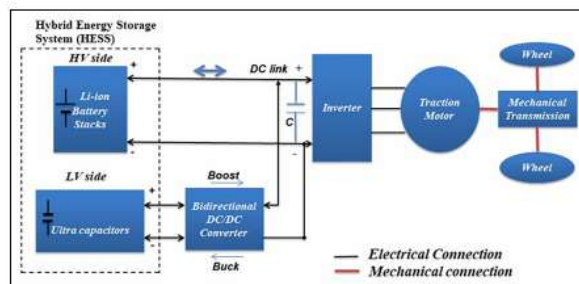 Hybrid Energy Storage
System (HESS)
HV side
+
Li-ion
Battery
Stacks
-
DC link
+
C
-
Inverter
Traction
Motor
Wheel
Mechanical
Transmission
Wheel
LV side
+
Ultra capacitors
-
Boost
Bidirectional
DC/DC
Converter
Buck
Electrical Connection
Mechanical connection